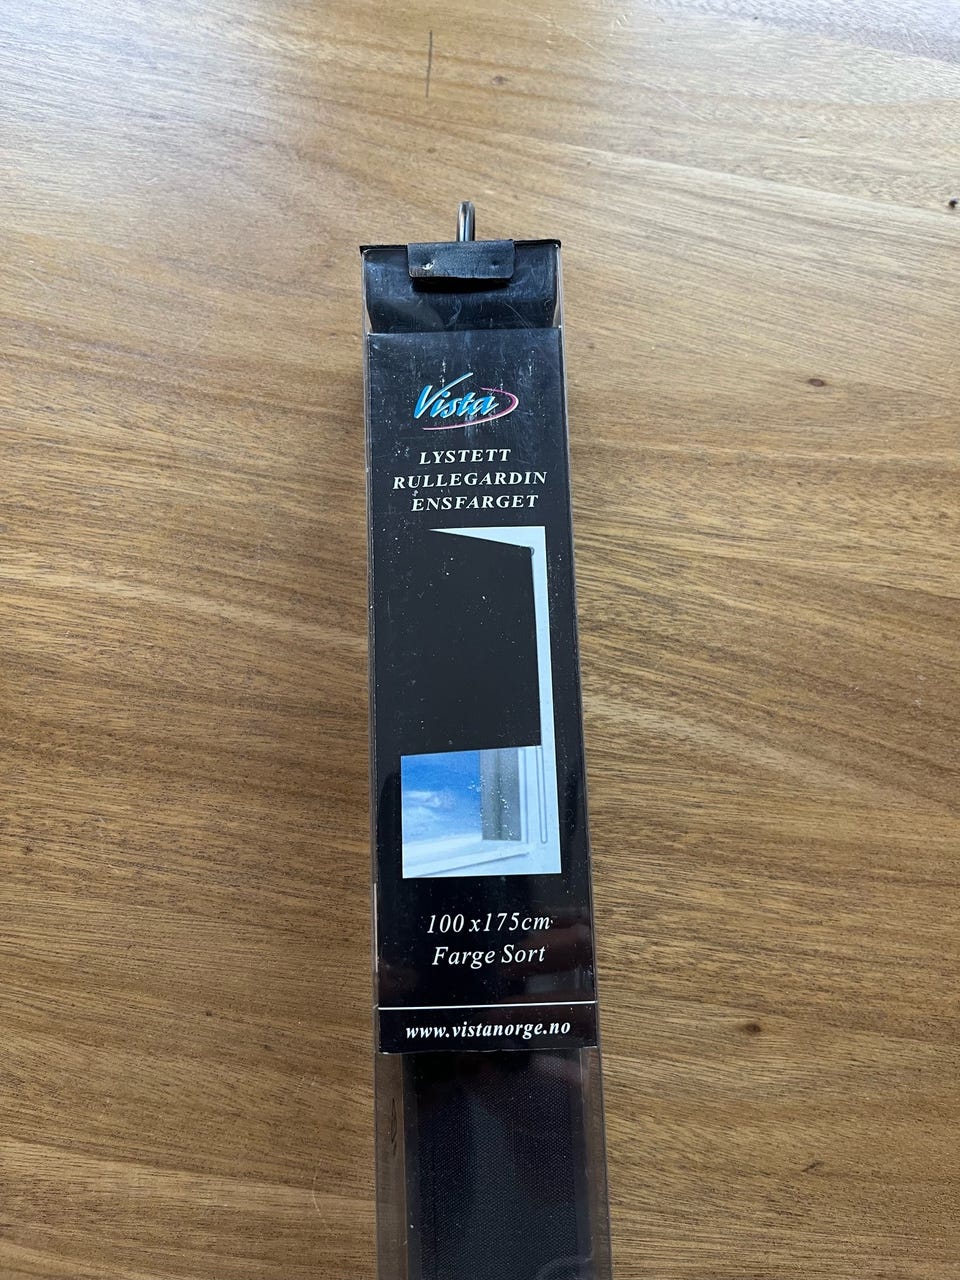 Vista
LYSTETT
RULLEGARDIN
ENSFARGET
100 x 175cm
Farge Sort
www.vistanorge.no